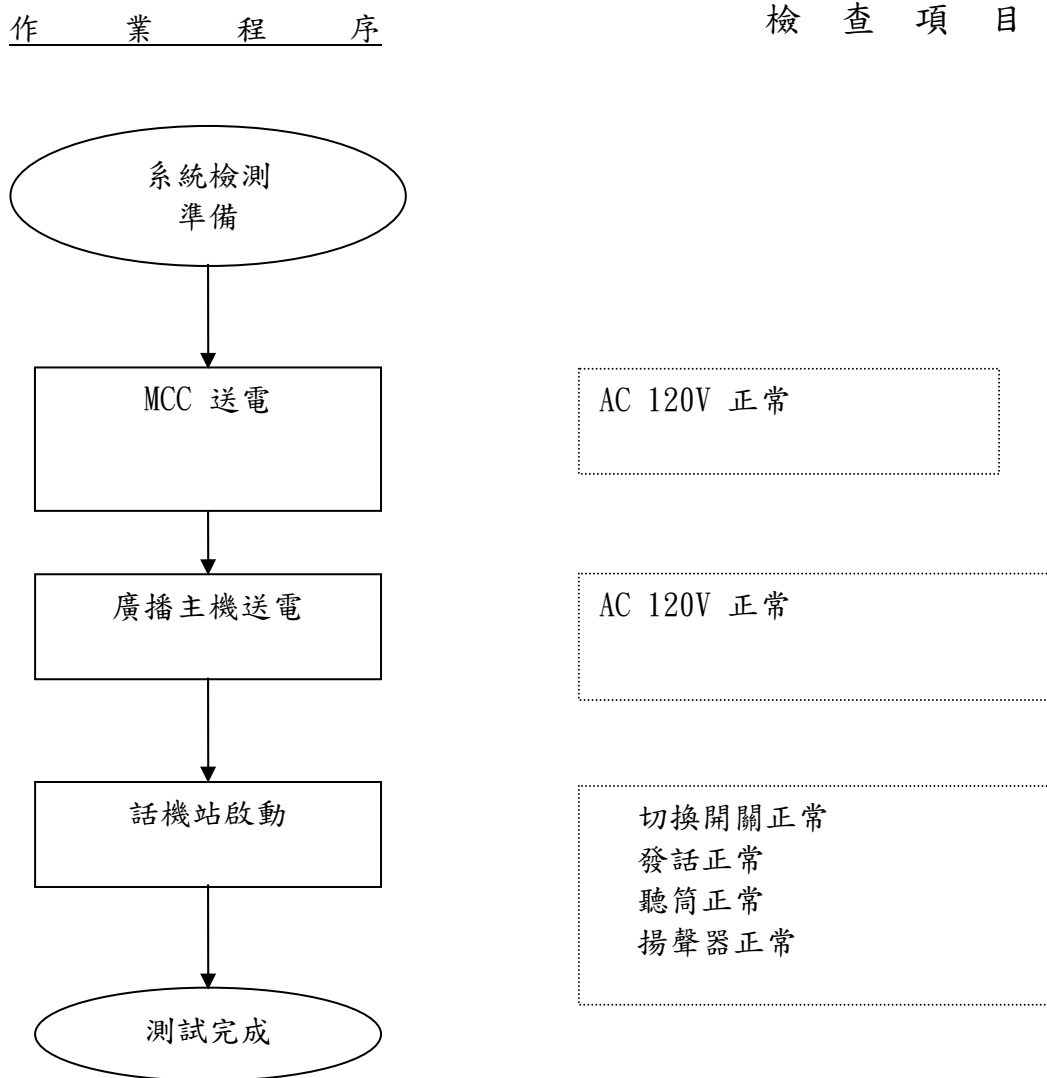 作業程序
檢查項目
系統檢測
準備
MCC 送電
AC 120V 正常
廣播主機送電
AC 120V 正常
話機站啟動
切換開關正常
發話正常
聽筒正常
揚聲器正常
測試完成